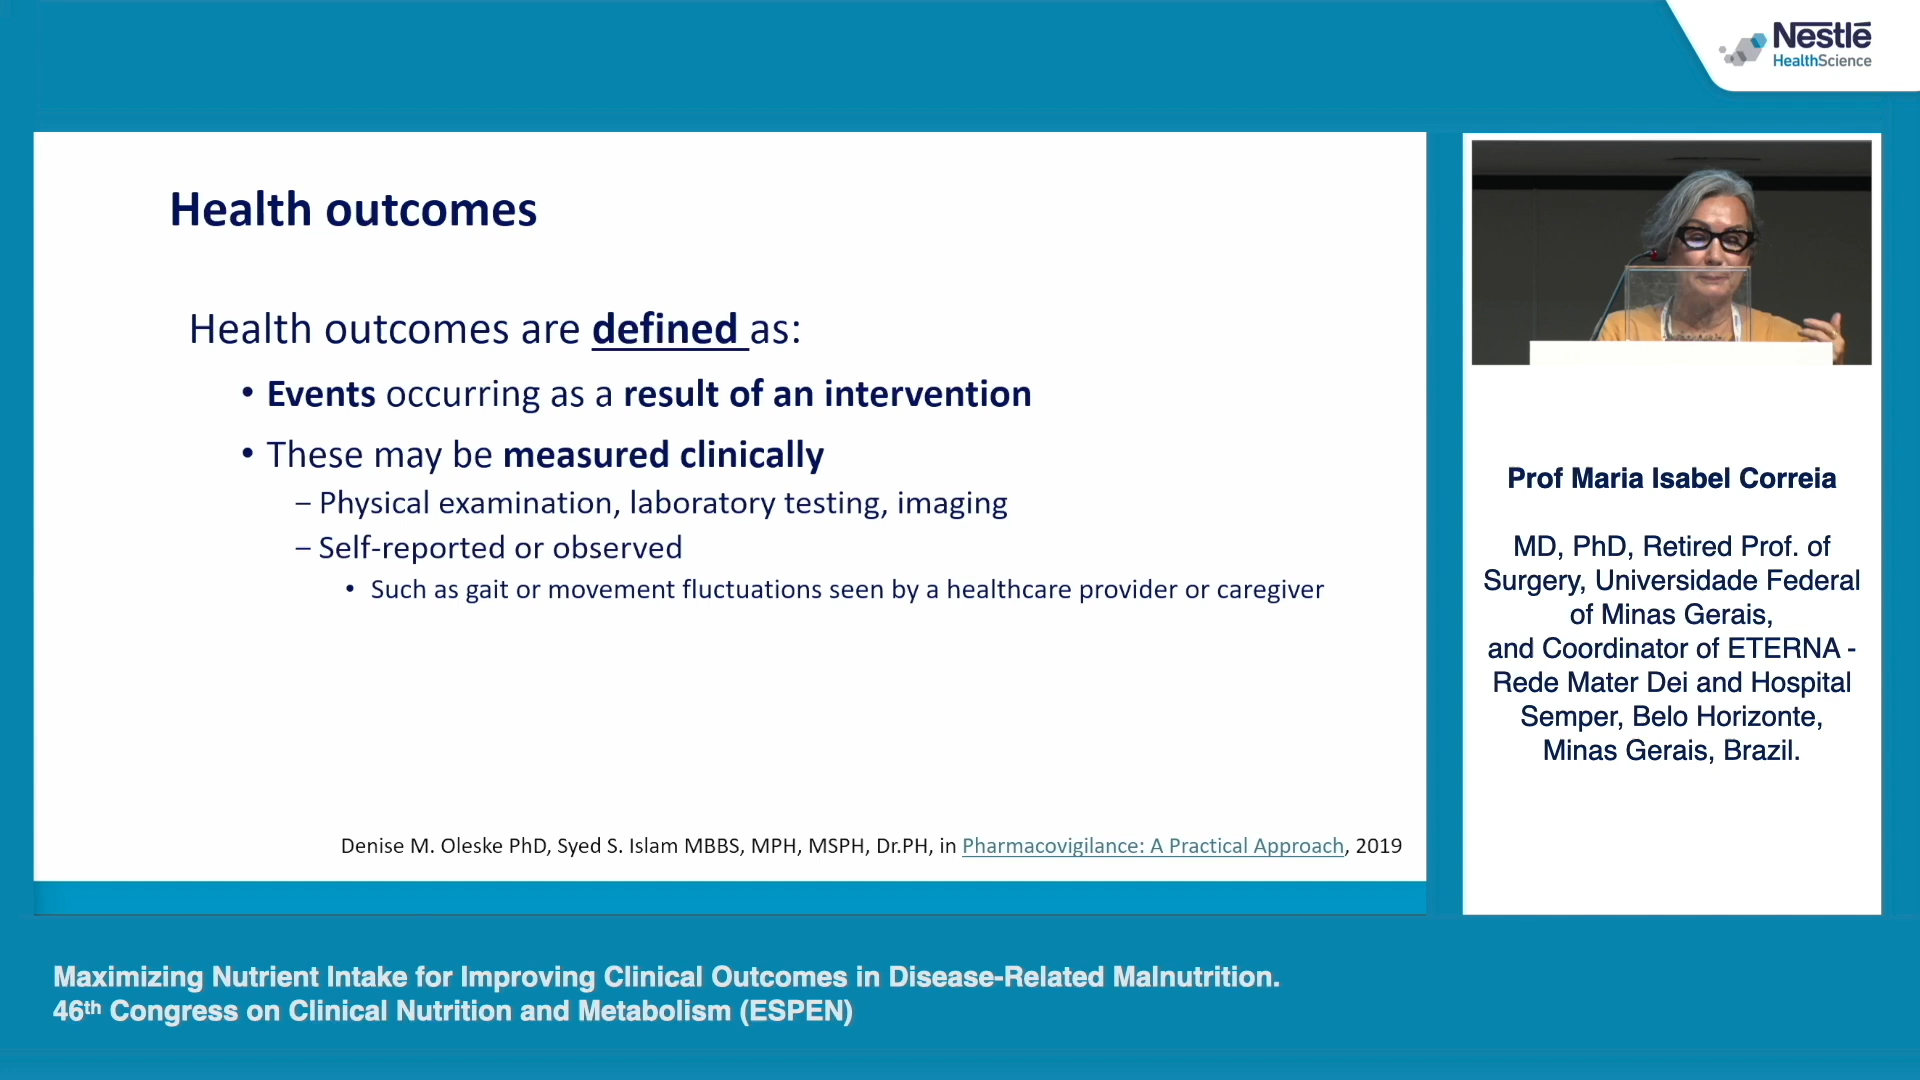 Nestlé
HealthScience
Health outcomes
Health outcomes are defined as:
• Events occurring as a result of an intervention
• These may be measured clinically
– Physical examination, laboratory testing, imaging
– Self-reported or observed
• Such as gait or movement fluctuations seen by a healthcare provider or caregiver
Denise M. Oleske PhD, Syed S. Islam MBBS, MPH, MSPH, Dr.PH, in Pharmacovigilance: A Practical Approach, 2019
Prof Maria Isabel Correia
MD, PhD, Retired Prof. of
Surgery, Universidade Federal
of Minas Gerais,
and Coordinator of ETERNA -
Rede Mater Dei and Hospital
Semper, Belo Horizonte,
Minas Gerais, Brazil.
Maximizing Nutrient Intake for Improving Clinical Outcomes in Disease-Related Malnutrition.
46th Congress on Clinical Nutrition and Metabolism (ESPEN)